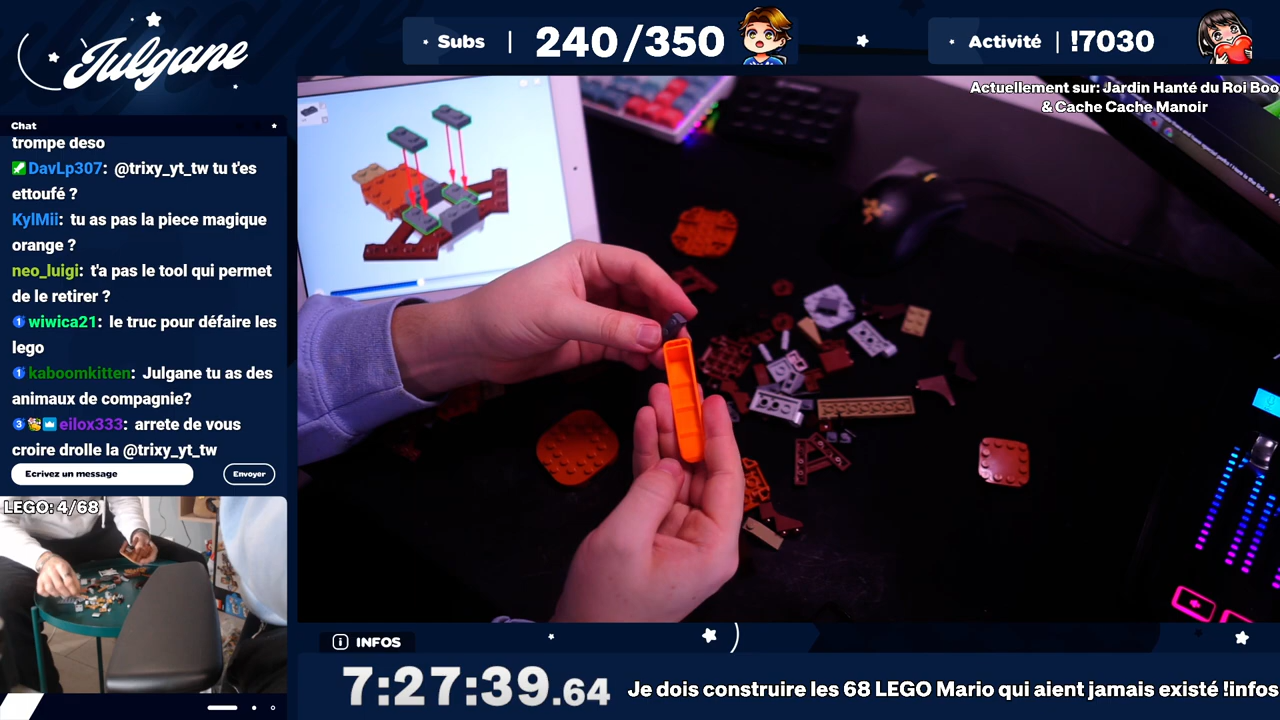 Julgane
Subs | 240/350
Activité | !7030
Actuellement sur: Jardin Hanté du Roi Boo
& Cache Cache Manoir
Chat
trompe deso
DavLp307: @trixy_yt_tw tu t'es
ettoufé ?
KylMii: tu as pas la piece magique
orange ?
neo_luigi: t'a pas le tool qui permet
de le retirer ?
wiwica21: le truc pour défaire les
lego
kaboomkitten: Julgane tu as des
animaux de compagnie?
eilox333: arrete de vous
croire drolle la @trixy_yt_tw
Ecrivez un message
Envoyer
LEGO: 4/68
INFOS
7:27:39.64
Je dois construire les 68 LEGO Mario qui aient jamais existé !infos